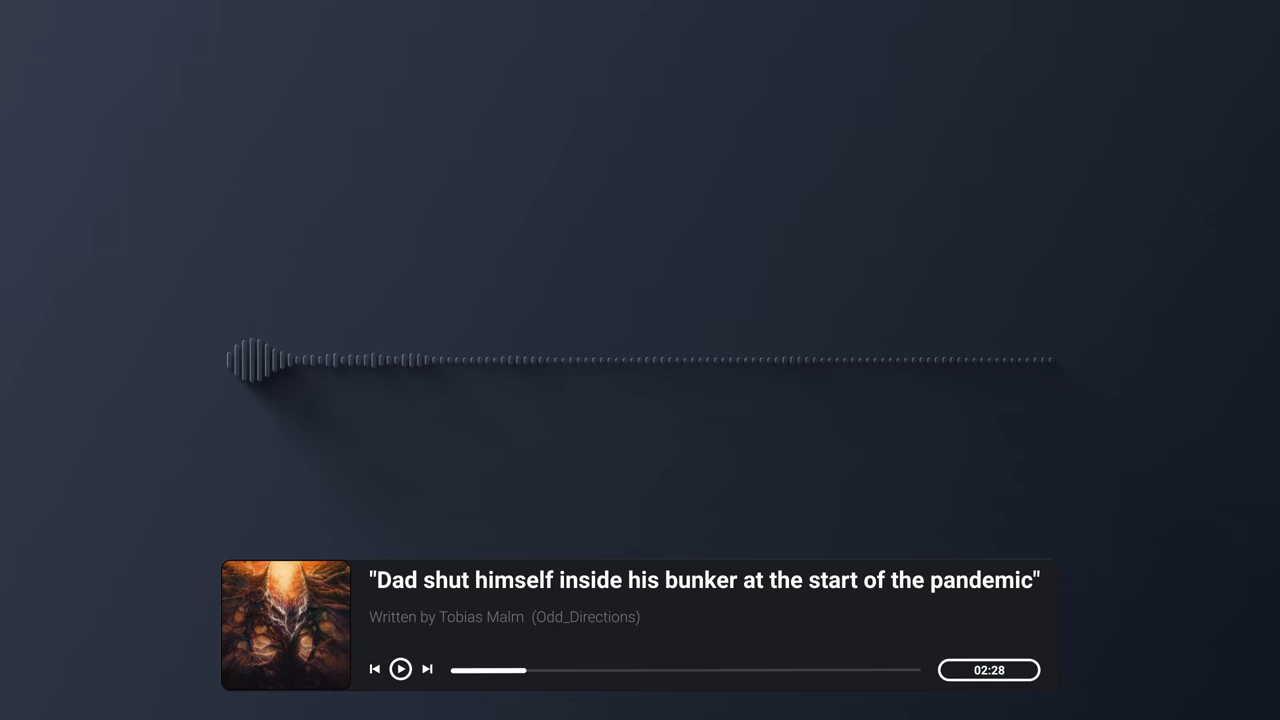 "Dad shut himself inside his bunker at the start of the pandemic"
Written by Tobias Malm (Odd_Directions)
02:28